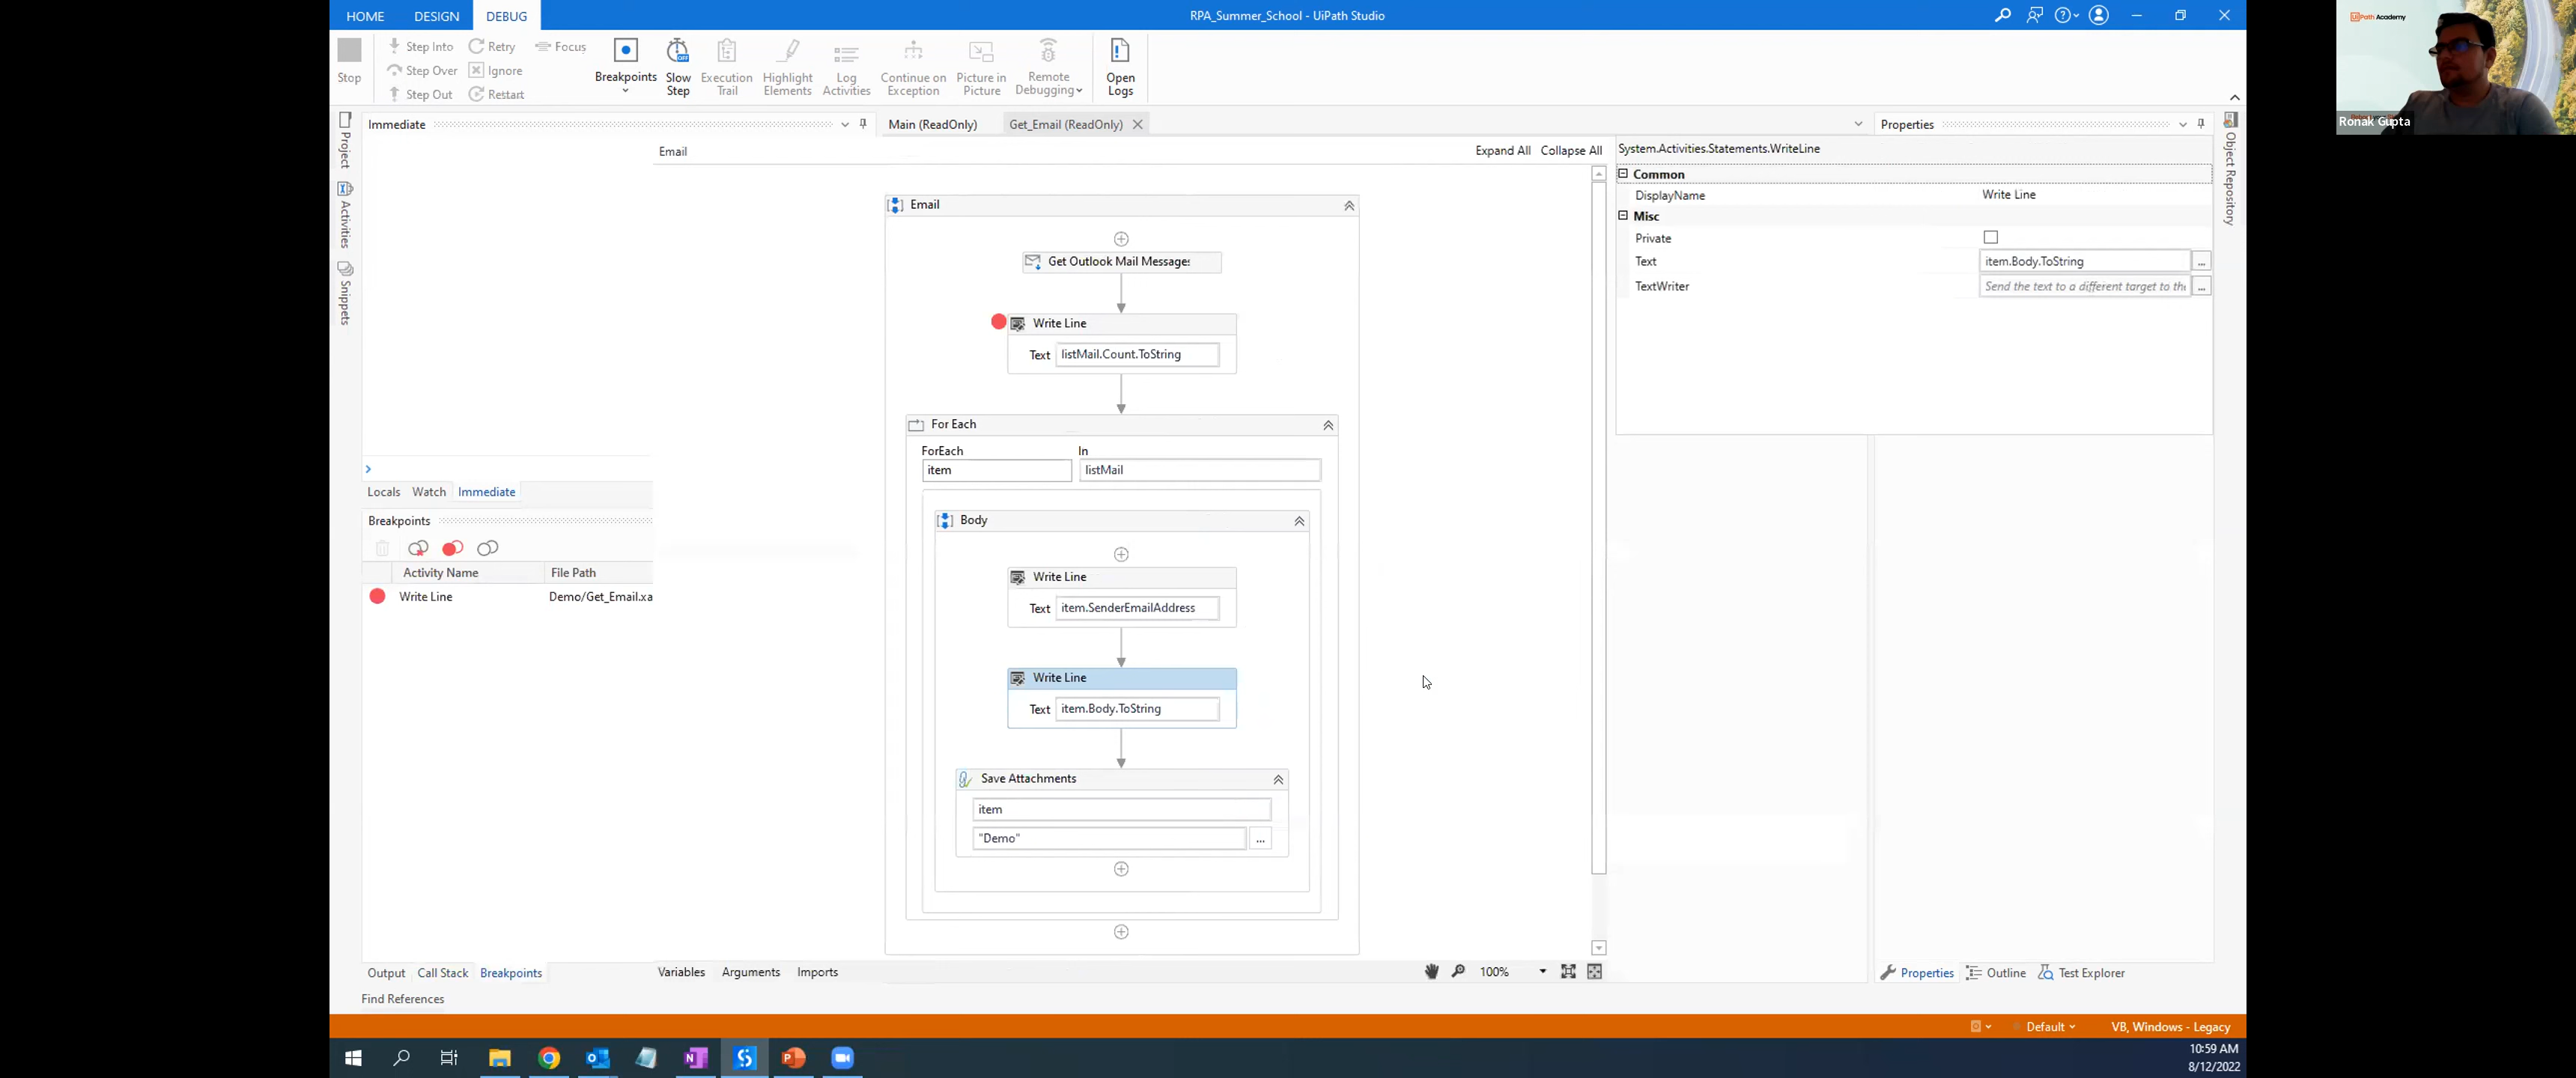 HOME DESIGN DEBUG RPA_Summer_School - UiPath Studio
Stop
Step Into Retry Focus
Step Over Ignore
Step Out Restart
Breakpoints
Slow Step
Execution Trail
Highlight Elements
Log Activities
Continue on Exception
Picture in Picture
Remote Debugging
Open Logs
UiPath Academy
Ronak Gupta
Project
Activities
Snippets
Immediate
Main (ReadOnly) Get_Email (ReadOnly)
Properties
Object Repository
Email Expand All Collapse All
System.Activities.Statements.WriteLine
Common
DisplayName Write Line
Misc
Private
Text item.Body.ToString ...
TextWriter Send the text to a different target to th ...
Email
Get Outlook Mail Messages
Write Line
Text listMail.Count.ToString
For Each
ForEach In
item listMail
Body
Write Line
Text item.SenderEmailAddress
Write Line
Text item.Body.ToString
Save Attachments
item
"Demo" ...
Locals Watch Immediate
Breakpoints
Activity Name File Path
Write Line Demo/Get_Email.xa
Output Call Stack Breakpoints
Variables Arguments Imports
100%
Properties Outline Test Explorer
Find References
Default VB, Windows - Legacy
10:59 AM
8/12/2022